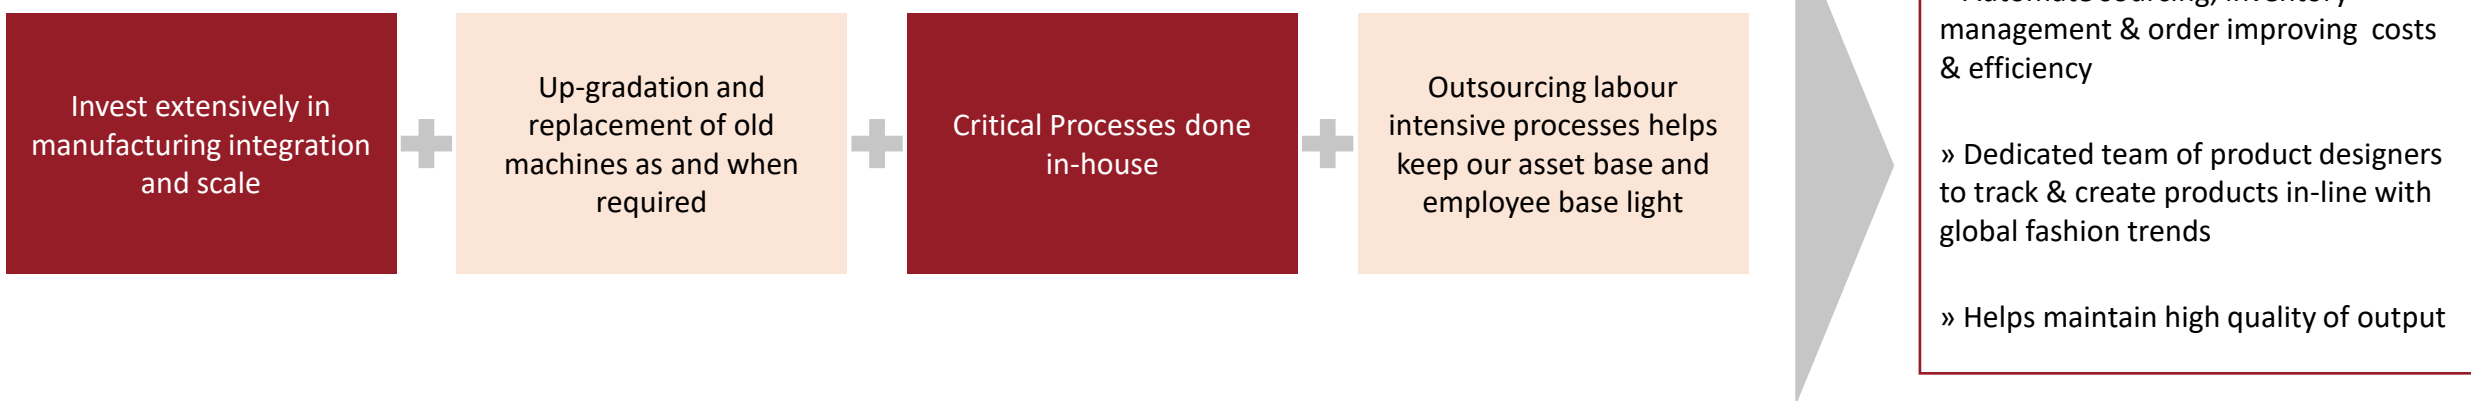 Invest extensively in
manufacturing integration
and scale
Up-gradation and
replacement of old
machines as and when
required
Critical Processes done
in-house
Outsourcing labour
intensive processes helps
keep our asset base and
employee base light
Automate sourcing, inventory
management & order improving costs
& efficiency
» Dedicated team of product designers
to track & create products in-line with
global fashion trends
» Helps maintain high quality of output